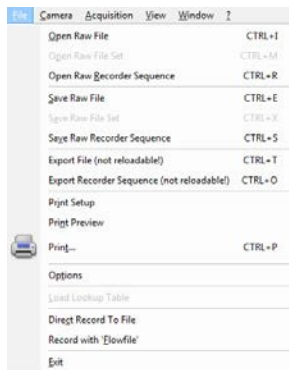 File Camera Acquisition View Window ?
Open Raw File CTRL+I
Open Raw File Set CTRL+M
Open Raw Recorder Sequence CTRL+R
Save Raw File CTRL+E
Save Raw File Set CTRL+X
Save Raw Recorder Sequence CTRL+S
Export File (not reloadable!) CTRL+T
Export Recorder Sequence (not reloadable!) CTRL+O
Print Setup
Print Preview
Print... CTRL+P
Options
Load Lookup Table
Direct Record To File
Record with 'Flowfile'
Exit